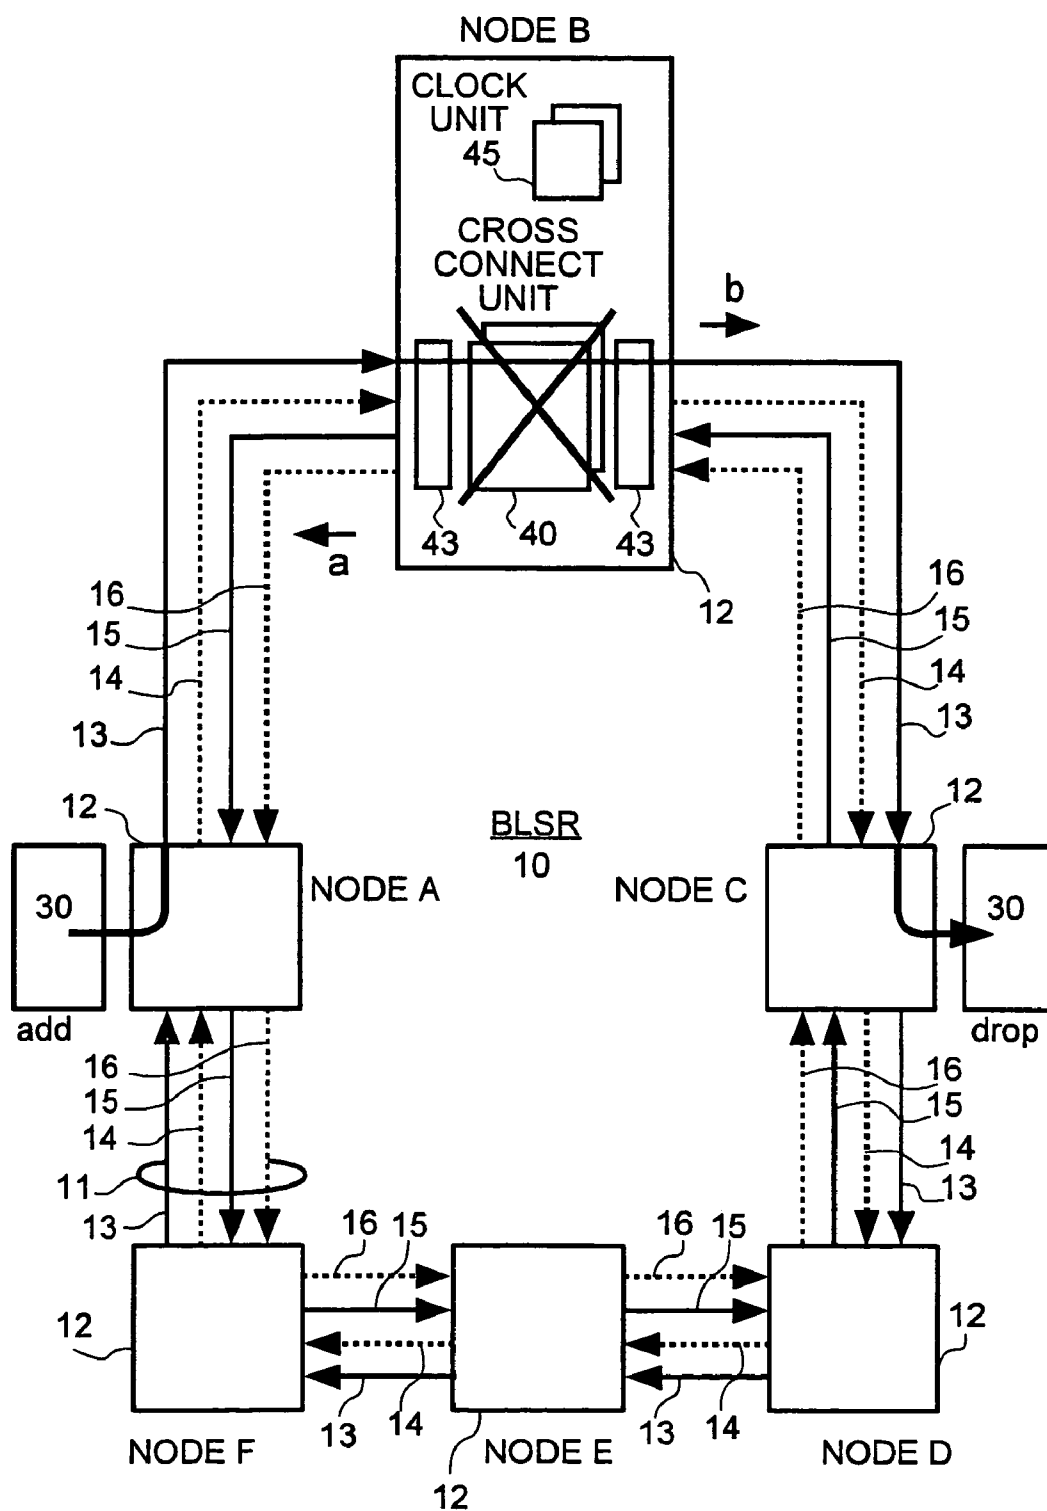 NODE B
CLOCK
UNIT
45
CROSS
CONNECT
UNIT
b
43
40
43
a
12
16
15
14
13
16
15
14
13
12
12
BLSR
10
NODE A
NODE C
30
30
add
drop
16
15
14
11
13
16
15
14
13
16
15
16
15
12
12
13
14
13
14
12
NODE F
NODE E
NODE D